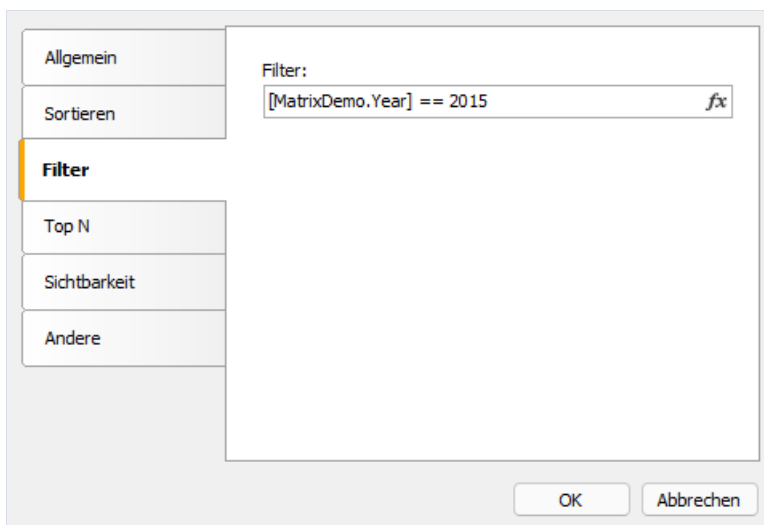 Allgemein
Sortieren
Filter
Top N
Sichtbarkeit
Andere
Filter:
[MatrixDemo.Year] == 2015 fx
OK Abbrechen